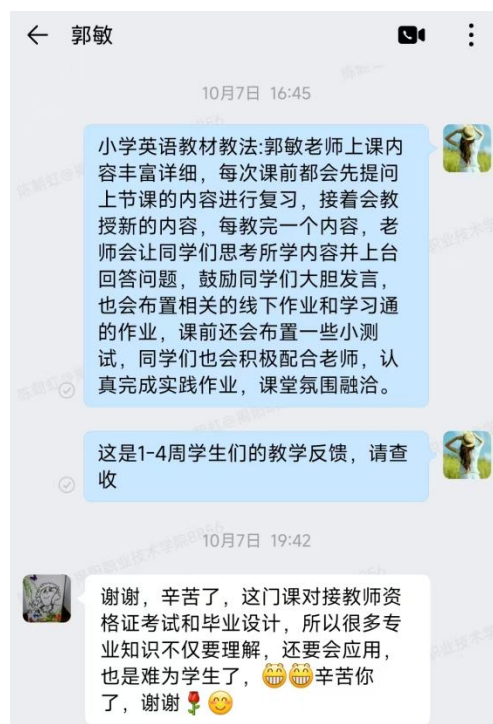 郭敏
10月7日 16:45
小学英语教材教法:郭敏老师上课内
容丰富详细，每次课前都会先提问
上节课的内容进行复习，接着会教
授新的内容，每教完一个内容，老
师会让同学们思考所学内容并上台
回答问题，鼓励同学们大胆发言，
也会布置相关的线下作业和学习通
的作业，课前还会布置一些小测
试，同学们也会积极配合老师，认
真完成实践作业，课堂氛围融洽。
这是1-4周学生们的教学反馈，请查
收
10月7日 19:42
谢谢，辛苦了，这门课对接教师资
格证考试和毕业设计，所以很多专
业知识不仅要理解，还要会应用，
也是难为学生了，😁😁辛苦你
了，谢谢🌹😊